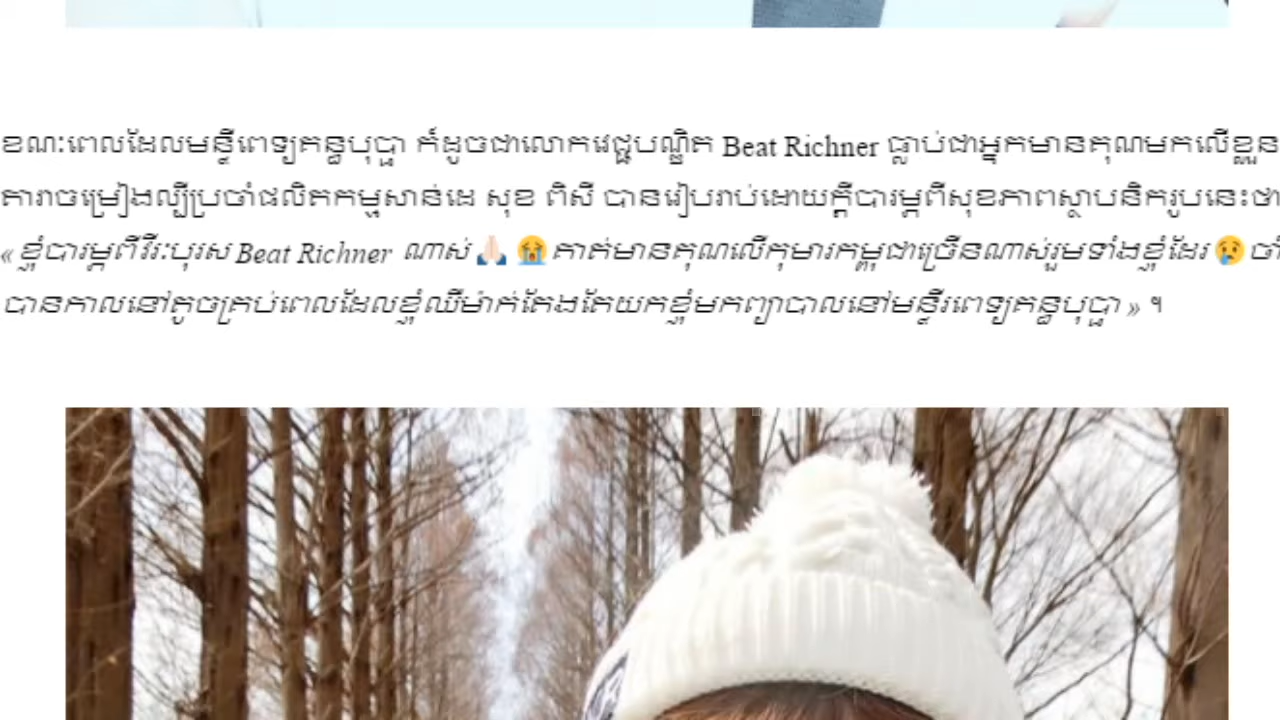 ខណៈពេលដែលមន្ទីពេទ្យគន្ធបុប្ផា ក៏ដូចជាលោកវេជ្ជបណ្ឌិត Beat Richner ធ្លាប់ជាអ្នកមានគុណមកលើខ្លួន
តារាចម្រៀងល្បីប្រចាំផលិតកម្មសាន់ដេ សុខ ពិសី បានរៀបរាប់ដោយក្ដីបារម្ភពីសុខភាពស្ថាបនិករូបនេះថា
« ខ្ញុំបារម្ភពីវីរៈបុរស Beat Richner ណាស់🙏🏻 😭គាត់មានគុណលើកុមារកម្ពុជាច្រើនណាស់រួមទាំងខ្ញុំដែរ😢ចាំ
បានកាលនៅតូចគ្រប់ពេលដែលខ្ញុំឈឺម៉ាក់តែងតែយកខ្ញុំមកព្យាបាលនៅមន្ទីរពេទ្យគន្ធបុប្ផា » ។